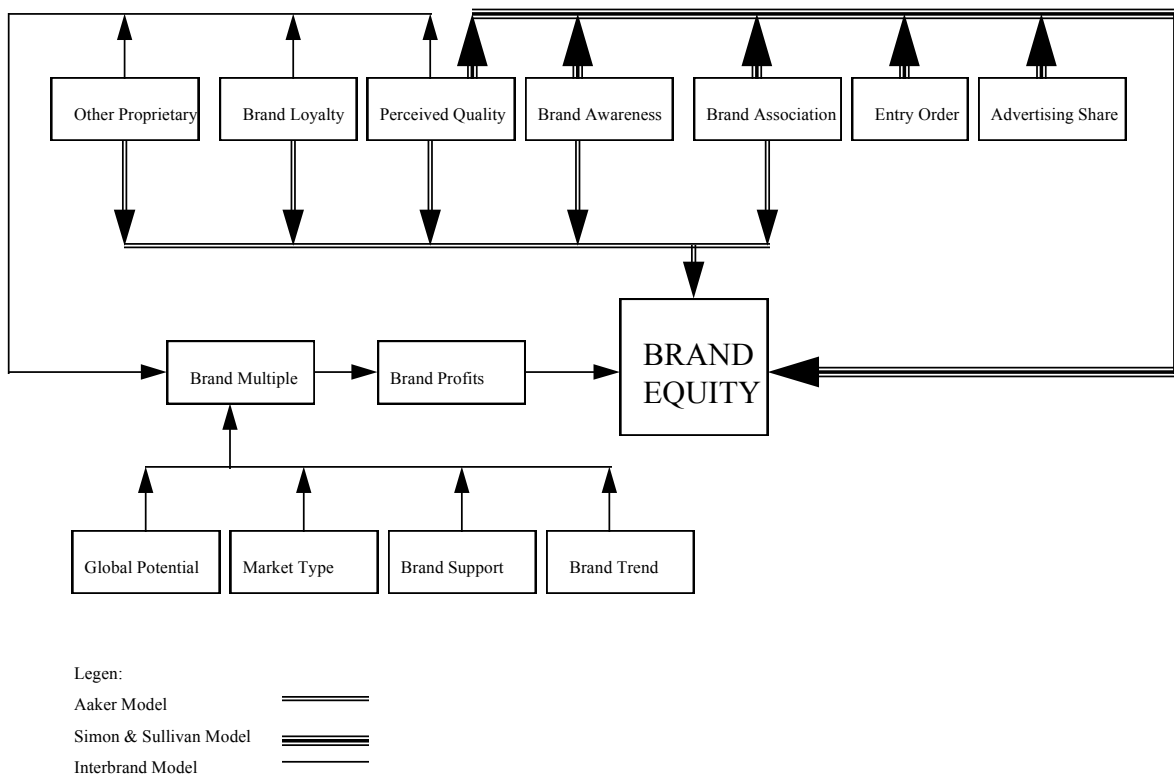 Other Proprietary
Brand Loyalty
Perceived Quality
Brand Awareness
Brand Association
Entry Order
Advertising Share
BRAND
EQUITY
Brand Multiple
Brand Profits
Global Potential
Market Type
Brand Support
Brand Trend
Legen:
Aaker Model
Simon & Sullivan Model
Interbrand Model